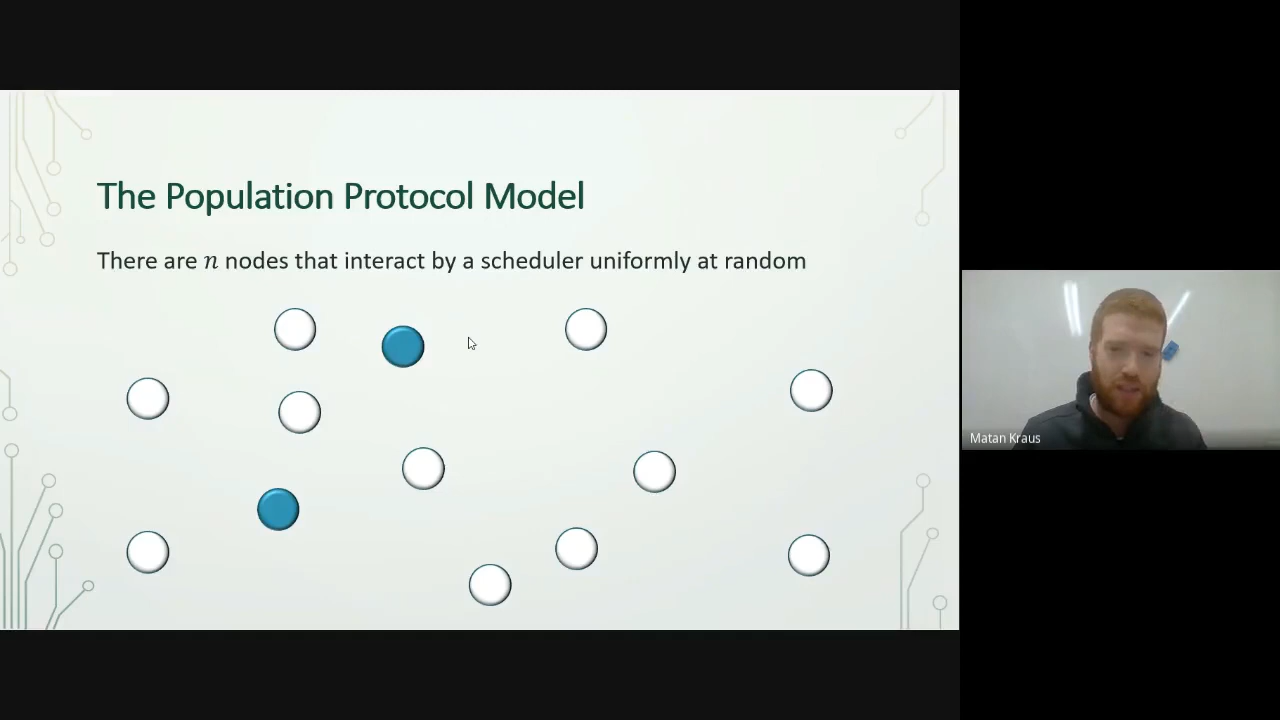 The Population Protocol Model
There are n nodes that interact by a scheduler uniformly at random
Matan Kraus